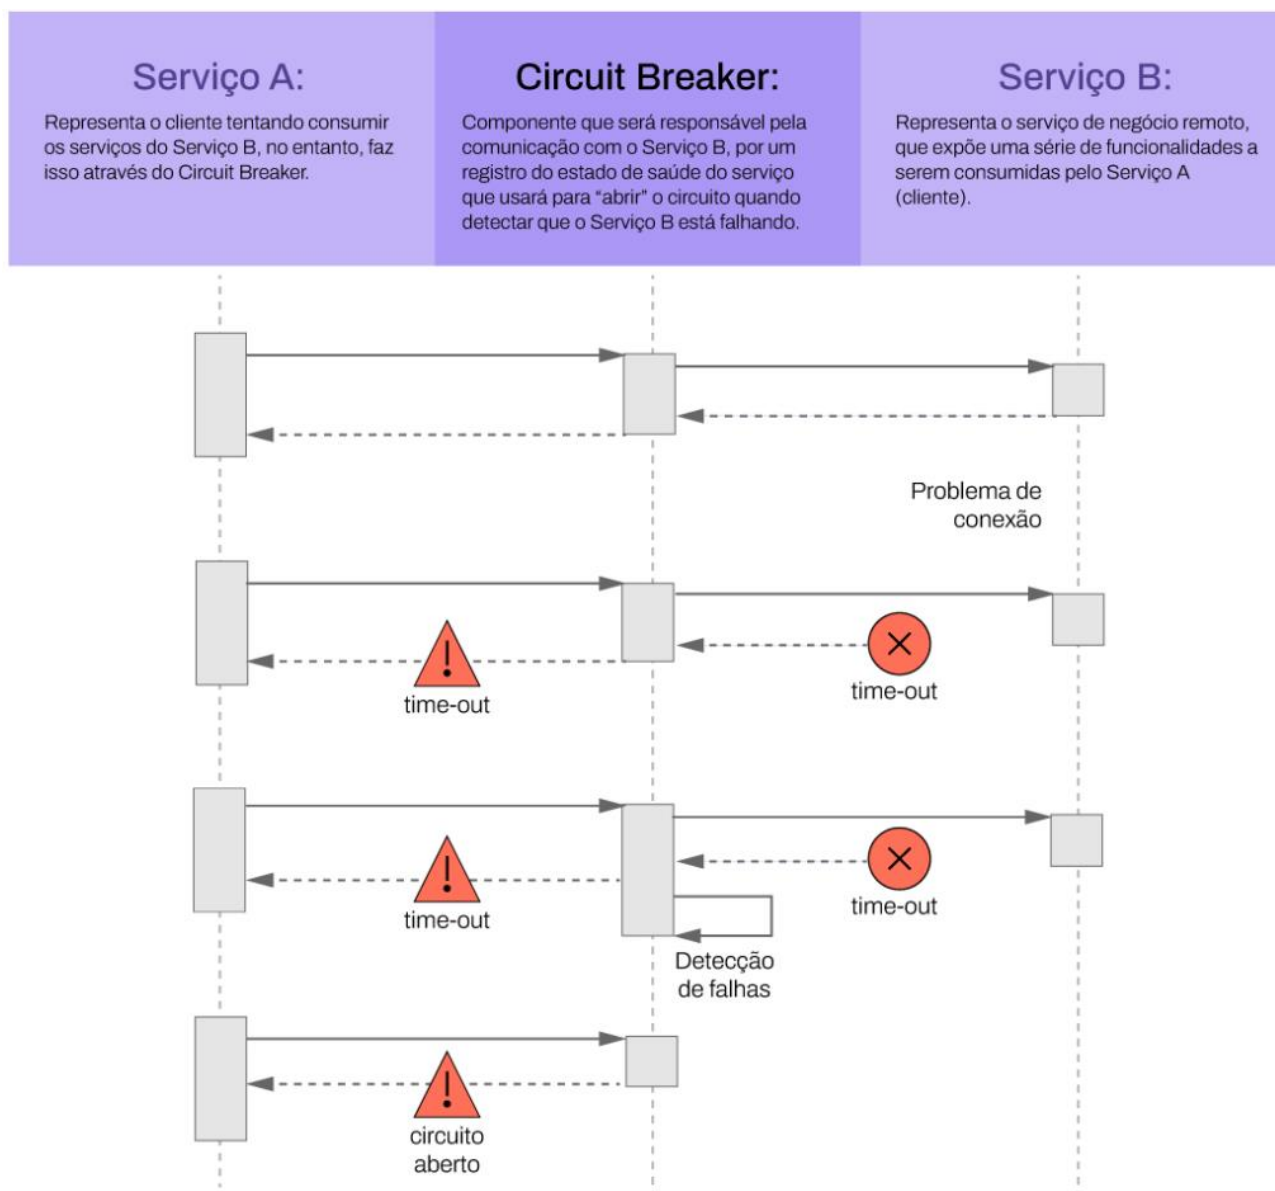 Serviço A:
Representa o cliente tentando consumir
os serviços do Serviço B, no entanto, faz
isso através do Circuit Breaker.
Circuit Breaker:
Componente que será responsável pela
comunicação com o Serviço B, por um
registro do estado de saúde do serviço
que usará para “abrir” o circuito quando
detectar que o Serviço B está falhando.
Serviço B:
Representa o serviço de negócio remoto,
que expõe uma série de funcionalidades a
serem consumidas pelo Serviço A
(cliente).
Problema de
conexão
time-out
time-out
time-out
time-out
Detecção
de falhas
circuito
aberto